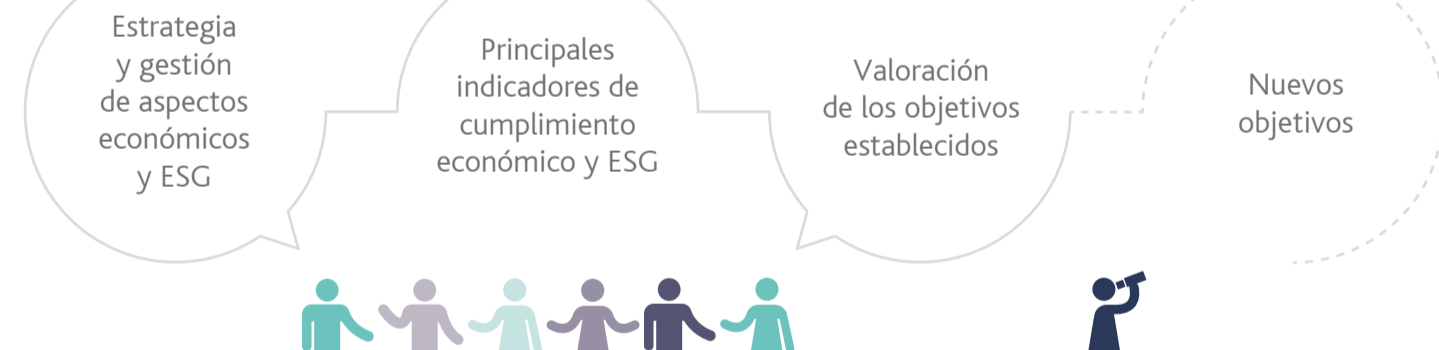 Estrategia
y gestión
de aspectos
económicos
y ESG
Principales
indicadores de
cumplimiento
económico y ESG
Valoración
de los objetivos
establecidos
Nuevos
objetivos